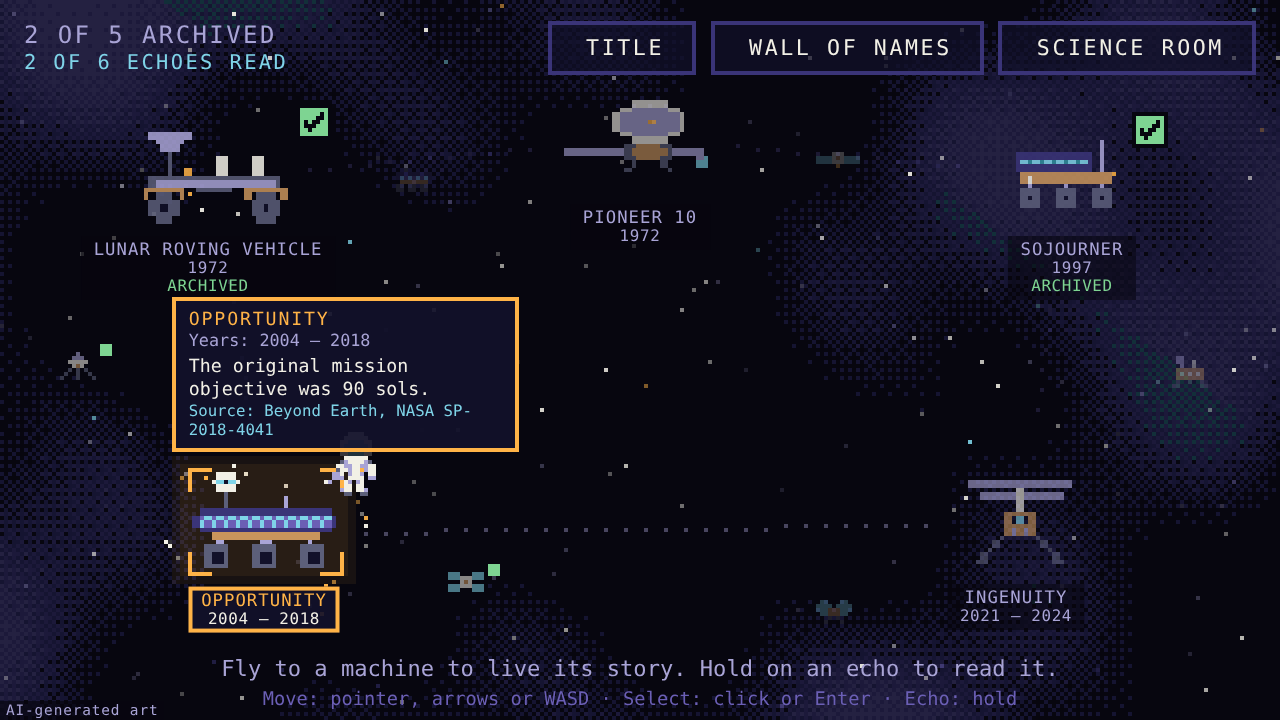 2 OF 5 ARCHIVED
2 OF 6 ECHOES READ
TITLE
WALL OF NAMES
SCIENCE ROOM
PIONEER 10
1972
LUNAR ROVING VEHICLE
1972
ARCHIVED
SOJOURNER
1997
ARCHIVED
OPPORTUNITY
Years: 2004 — 2018
The original mission
objective was 90 sols.
Source: Beyond Earth, NASA SP-
2018-4041
OPPORTUNITY
2004 — 2018
INGENUITY
2021 — 2024
Fly to a machine to live its story. Hold on an echo to read it.
Move: pointer, arrows or WASD · Select: click or Enter · Echo: hold
AI-generated art